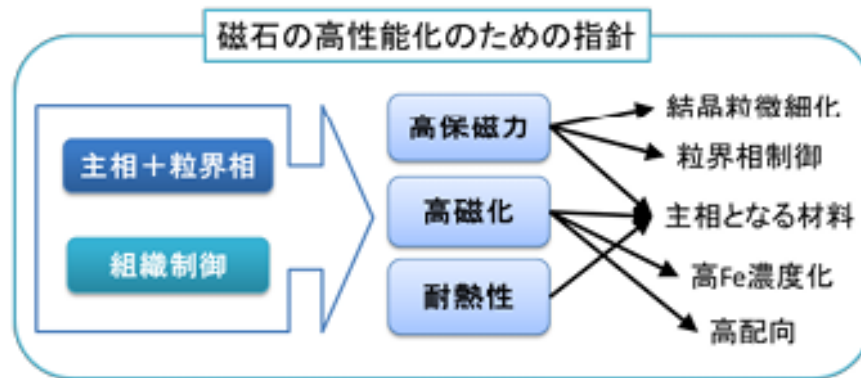 磁石の高性能化のための指針
主相＋粒界相
組織制御
高保磁力
高磁化
耐熱性
結晶粒微細化
粒界相制御
主相となる材料
高Fe濃度化
高配向